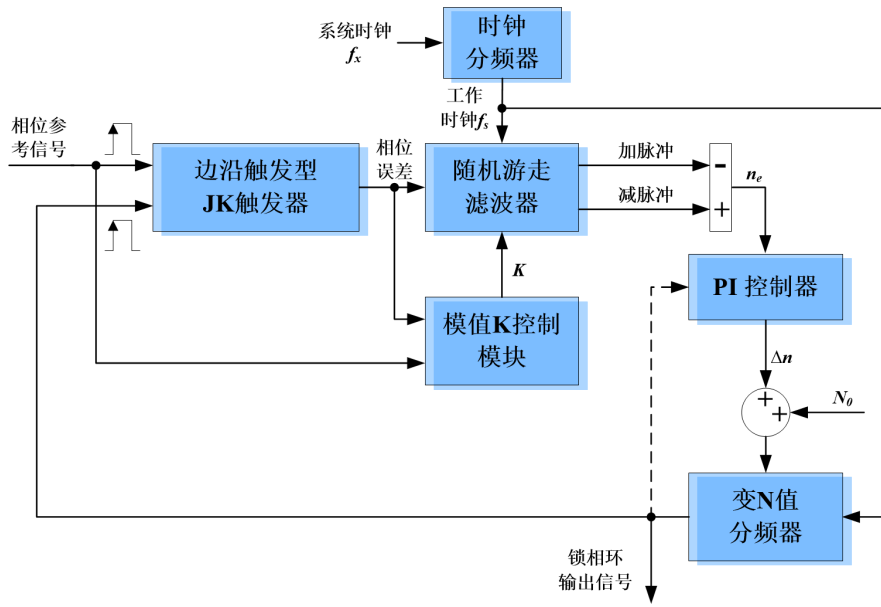 系统时钟
fx
时钟
分频器
工作
时钟fs
相位参
考信号
边沿触发型
JK触发器
相位
误差
随机游走
滤波器
加脉冲
减脉冲
-
+
ne
K
模值K控制
模块
PI 控制器
Δn
+
+
N0
变N值
分频器
锁相环
输出信号